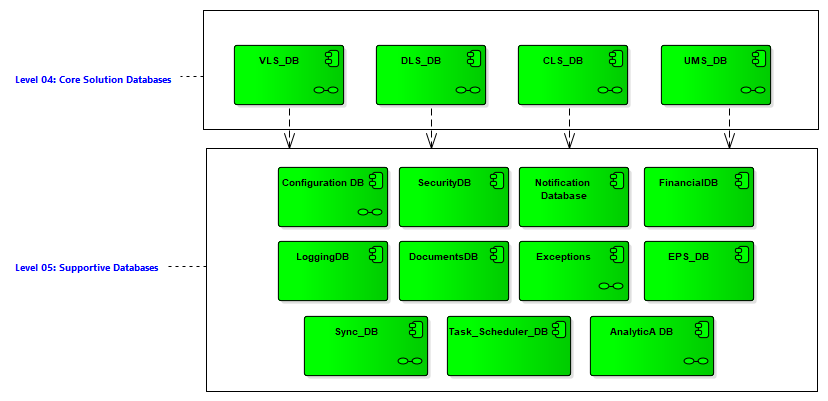 Level 04: Core Solution Databases
VLS_DB
DLS_DB
CLS_DB
UMS_DB
Level 05: Supportive Databases
Configuration DB
SecurityDB
Notification
Database
FinancialDB
LoggingDB
DocumentsDB
Exceptions
EPS_DB
Sync_DB
Task_Scheduler_DB
AnalyticA DB